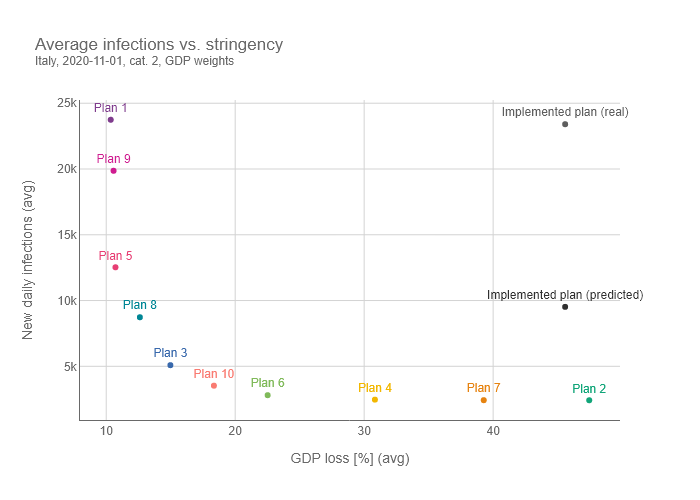 Average infections vs. stringency
Italy, 2020-11-01, cat. 2, GDP weights
25k
Plan 1
Implemented plan (real)
20k
Plan 9
15k
Plan 5
10k
Plan 8
Implemented plan (predicted)
5k
Plan 3
Plan 10
Plan 6
Plan 4
Plan 7
Plan 2
10
20
30
40
New daily infections (avg)
GDP loss [%] (avg)